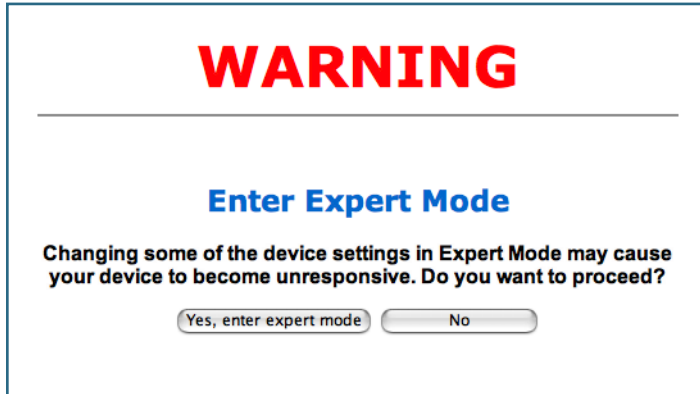 WARNING
Enter Expert Mode
Changing some of the device settings in Expert Mode may cause
your device to become unresponsive. Do you want to proceed?
Yes, enter expert mode No